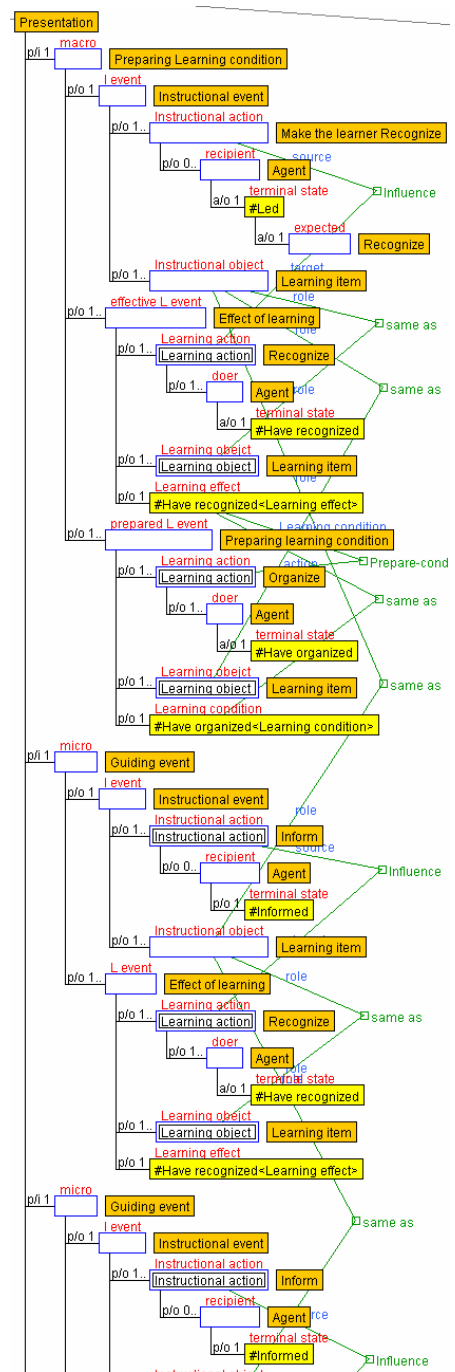 Presentation
p/i 1 macro Preparing Learning condition
p/o 1 I event Instructional event
p/o 1.. Instructional action Make the learner Recognize
source
p/o 0.. recipient Agent
Influence
a/o 1 terminal state #Led
a/o 1 expected Recognize
target
p/o 1.. Instructional object Learning item
role
p/o 1.. effective L event Effect of learning
same as
role
p/o 1.. Learning action Learning action Recognize
p/o 1.. doer Agent
role
same as
a/o 1 terminal state #Have recognized
p/o 1.. Learning object Learning object Learning item
role
p/o 1 Learning effect #Have recognized<Learning effect>
Learning condition
p/o 1.. prepared L event Preparing learning condition
action
Prepare-cond
p/o 1.. Learning action Learning action Organize
p/o 1.. doer Agent
same as
a/o 1 terminal state #Have organized
p/o 1.. Learning object Learning object Learning item
same as
p/o 1 Learning condition #Have organized<Learning condition>
p/i 1 micro Guiding event
p/o 1 I event Instructional event
role
p/o 1.. Instructional action Instructional action Inform
source
p/o 0.. recipient Agent
Influence
p/o 1 terminal state #Informed
Instructional object Learning item
p/o 1.. L event Effect of learning
role
p/o 1.. Learning action Learning action Recognize
same as
p/o 1.. doer Agent
role
a/o 1 terminal state #Have recognized
p/o 1.. Learning object Learning object Learning item
p/o 1 Learning effect #Have recognized<Learning effect>
p/i 1 micro Guiding event
same as
p/o 1 I event Instructional event
p/o 1.. Instructional action Instructional action Inform
p/o 0.. recipient Agent
p/o 1 terminal state #Informed
Influence